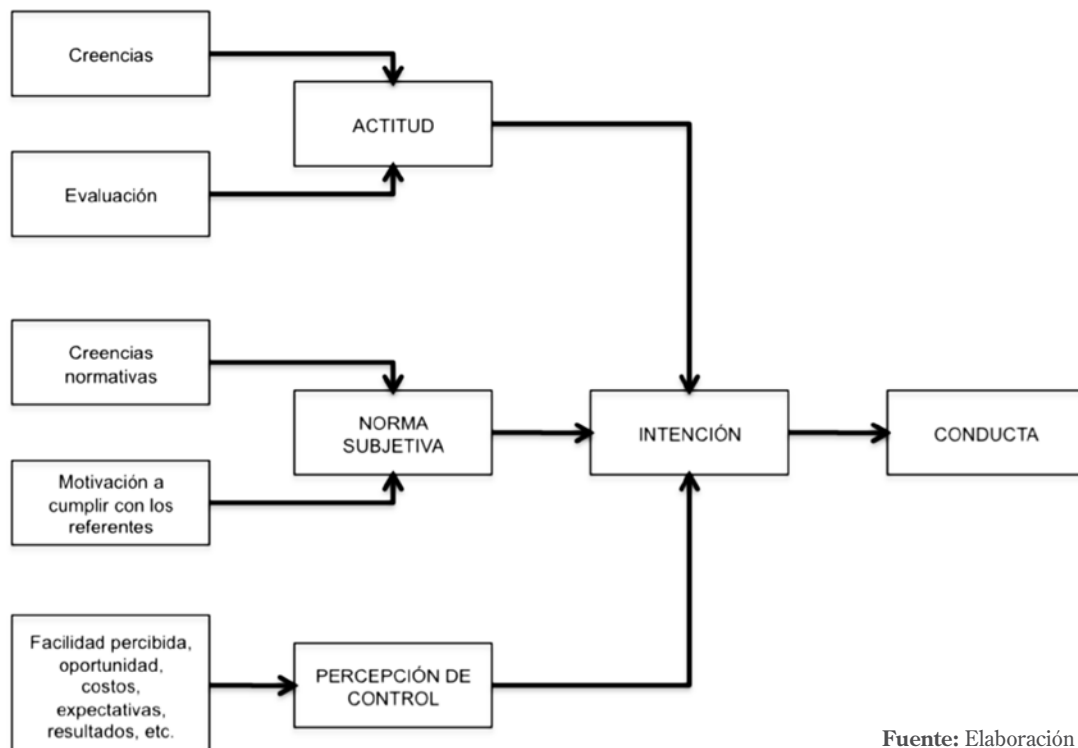 Creencias
ACTITUD
Evaluación
Creencias
normativas
NORMA
SUBJETIVA
INTENCIÓN
CONDUCTA
Motivación a
cumplir con los
referentes
Facilidad percibida,
oportunidad,
costos,
expectativas,
resultados, etc.
PERCEPCIÓN DE
CONTROL
Fuente: Elaboración